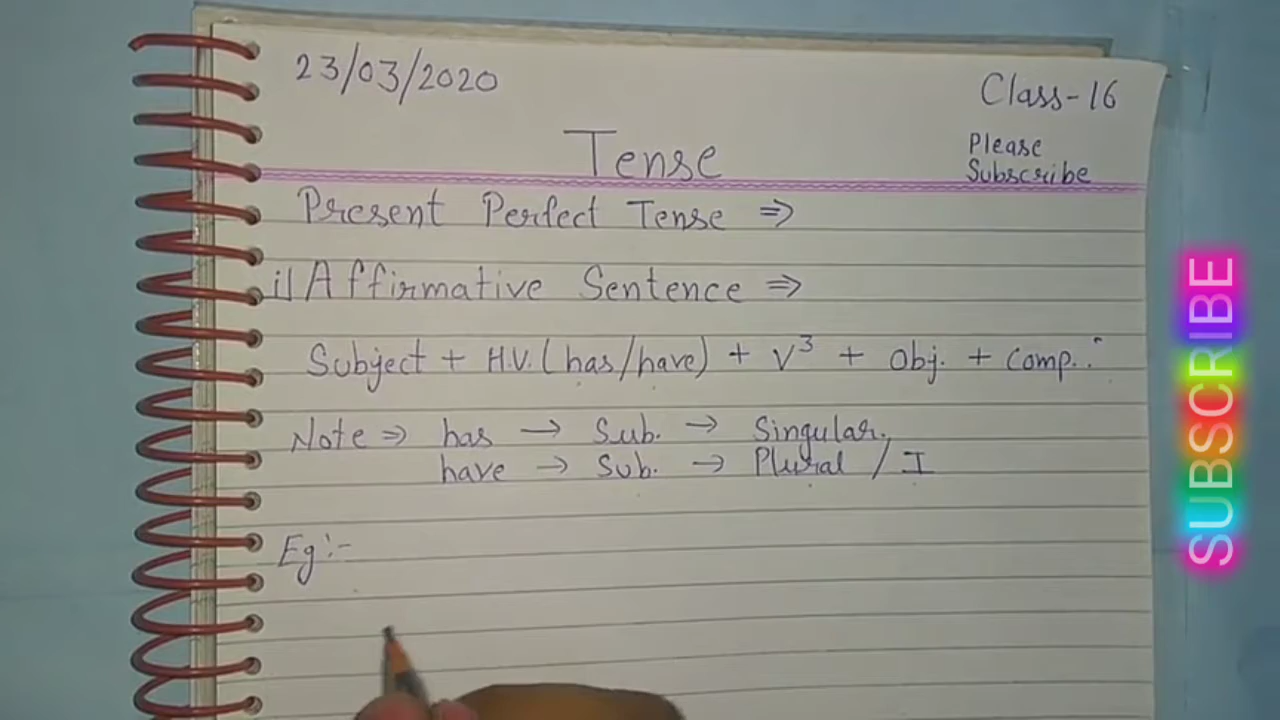 23/03/2020
Class-16
Tense
Please
Subscribe
Present Perfect Tense ⇒
i) Affirmative Sentence ⇒
Subject + H.V. (has/have) + V³ + Obj. + Comp..
Note ⇒ has → Sub. → Singular.
have → Sub. → Plural / I
Eg:-
SUBSCRIBE